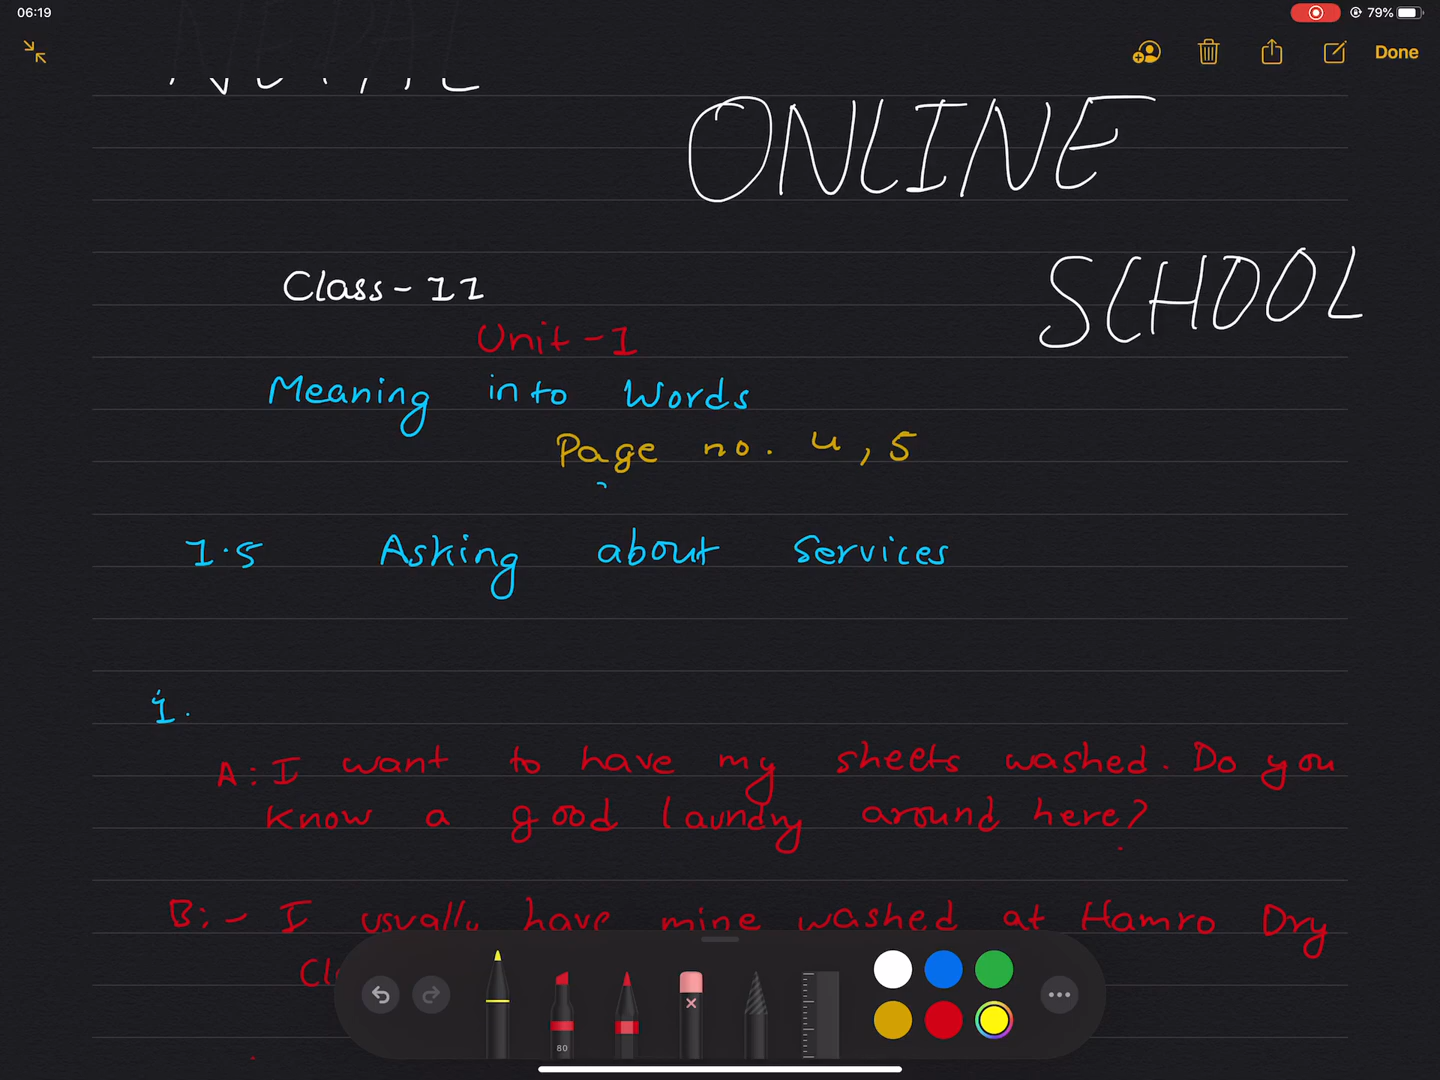 06:19
79%
Done
ONLINE
SCHOOL
Class-11
Unit-1
Meaning into Words
Page no. 4, 5
1.5 Asking about Services
1.
A: I want to have my sheets washed. Do you
know a good laundry around here?
B:- I usually have mine washed at Hamro Dry
80